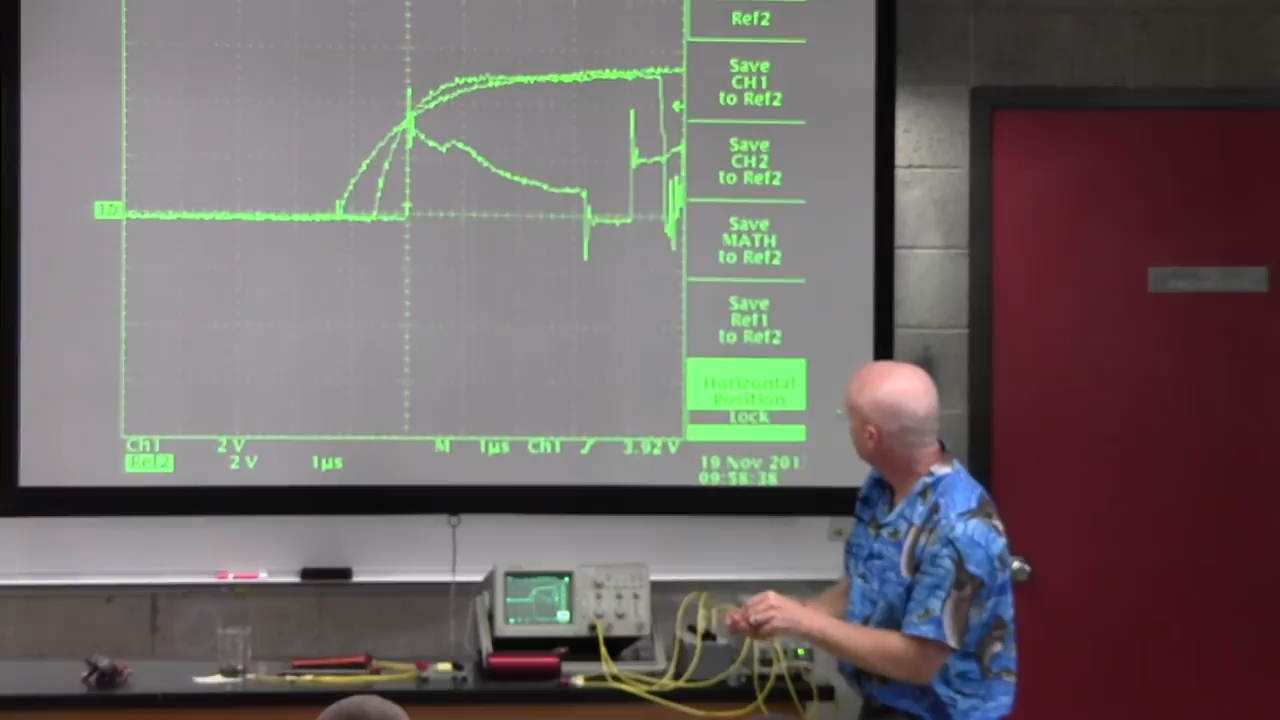 Ref2
Save
CH1
to Ref2
Save
CH2
to Ref2
Save
MATH
to Ref2
Save
Ref1
to Ref2
Horizontal
Position
Lock
Ch1 2 V M 1µs Ch1 3.92 V
Ref2 2 V 1µs
19 Nov 201
09:58:38